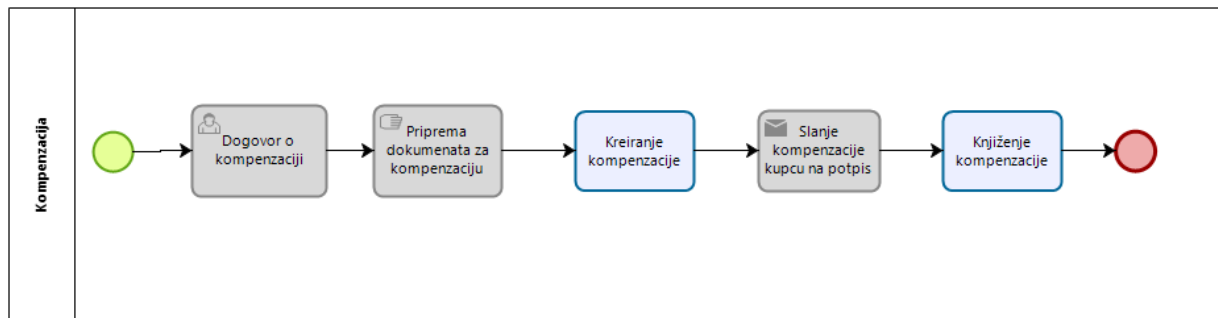 Kompenzacija
Dogovor o
kompenzaciji
Priprema
dokumenata za
kompenzaciju
Kreiranje
kompenzacije
Slanje
kompenzacije
kupcu na potpis
Knjiženje
kompenzacije